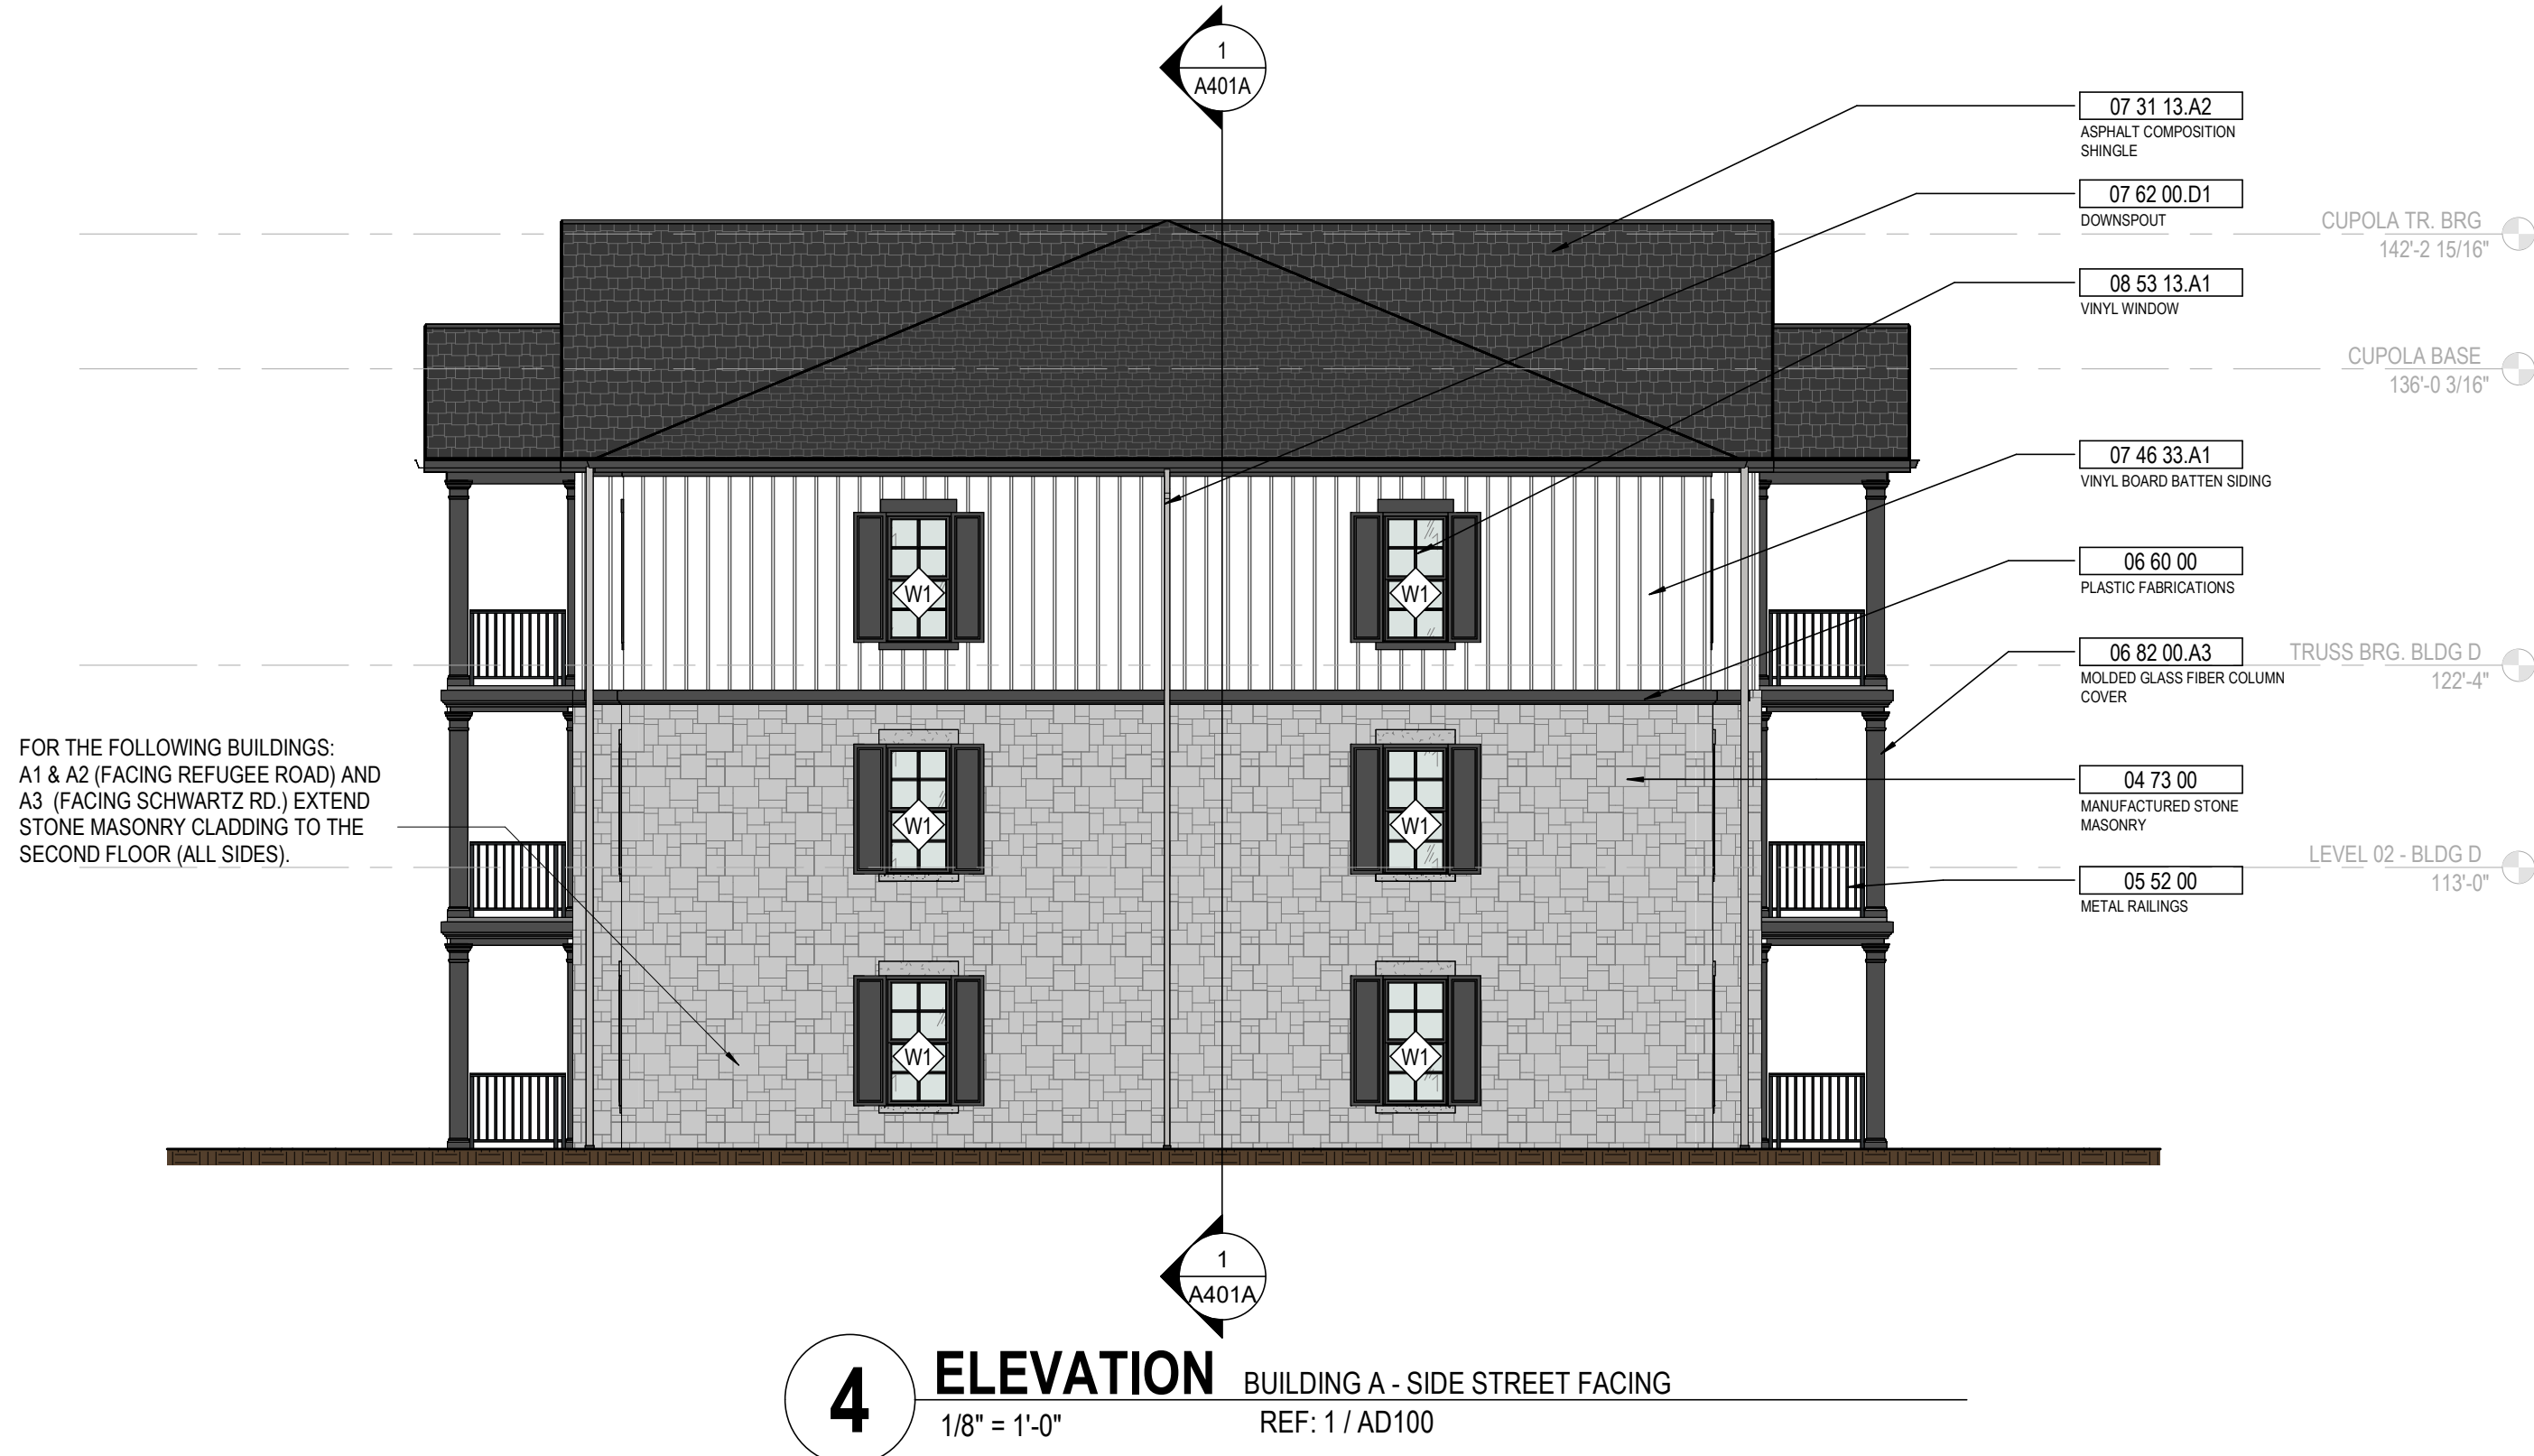 1
A401A
07 31 13.A2
ASPHALT COMPOSITION
SHINGLE
07 62 00.D1
DOWNSPOUT
CUPOLA TR. BRG
142'-2 15/16"
08 53 13.A1
VINYL WINDOW
CUPOLA BASE
136'-0 3/16"
07 46 33.A1
VINYL BOARD BATTEN SIDING
06 60 00
PLASTIC FABRICATIONS
W1
W1
06 82 00.A3
MOLDED GLASS FIBER COLUMN
COVER
TRUSS BRG. BLDG D
122'-4"
FOR THE FOLLOWING BUILDINGS:
A1 & A2 (FACING REFUGEE ROAD) AND
A3 (FACING SCHWARTZ RD.) EXTEND
STONE MASONRY CLADDING TO THE
SECOND FLOOR (ALL SIDES).
04 73 00
MANUFACTURED STONE
MASONRY
W1
W1
LEVEL 02 - BLDG D
113'-0"
05 52 00
METAL RAILINGS
W1
W1
1
A401A
4
ELEVATION
BUILDING A - SIDE STREET FACING
1/8" = 1'-0"
REF: 1 / AD100